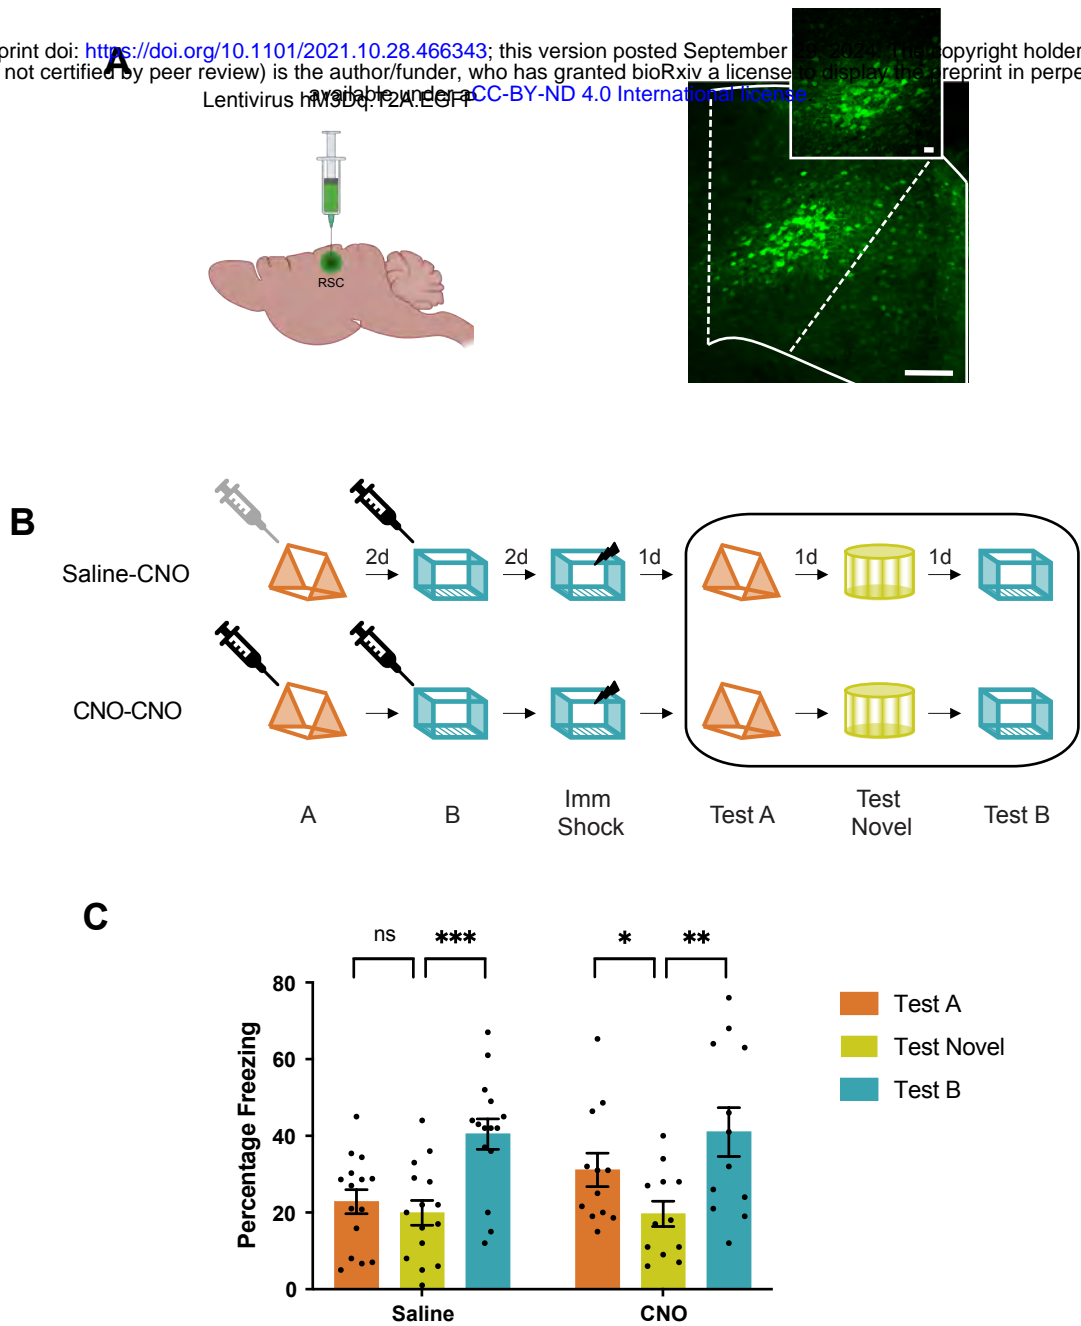 print doi: https://doi.org/10.1101/2021.10.28.466343; this version posted September
not certified by peer review) is the author/funder, who has granted bioRxiv a license to display the preprint in perpe
available under aCC-BY-ND 4.0 International license
opyright holder
A
Lentivirus hM3Dq.T2A.EGFP
RSC
B
Saline-CNO
2d
2d
1d
1d
1d
CNO-CNO
A
B
Imm
Shock
Test A
Test
Novel
Test B
C
ns
***
*
**
80
60
40
20
0
Percentage Freezing
Saline
CNO
Test A
Test Novel
Test B